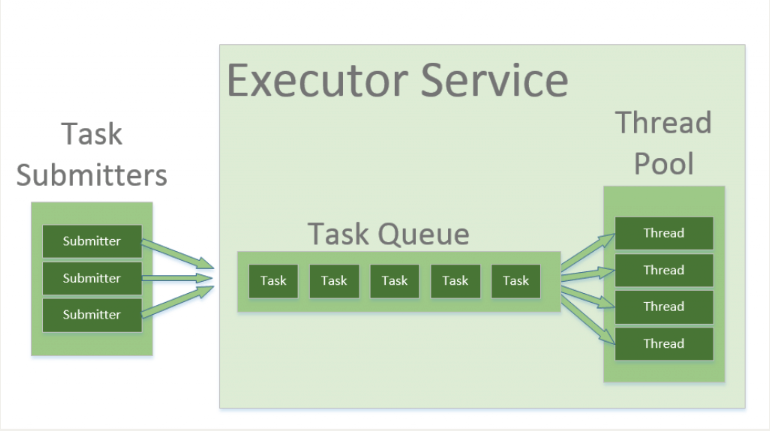 Executor Service
Task
Submitters
Submitter
Submitter
Submitter
Task Queue
Task Task Task Task Task
Thread
Pool
Thread
Thread
Thread
Thread